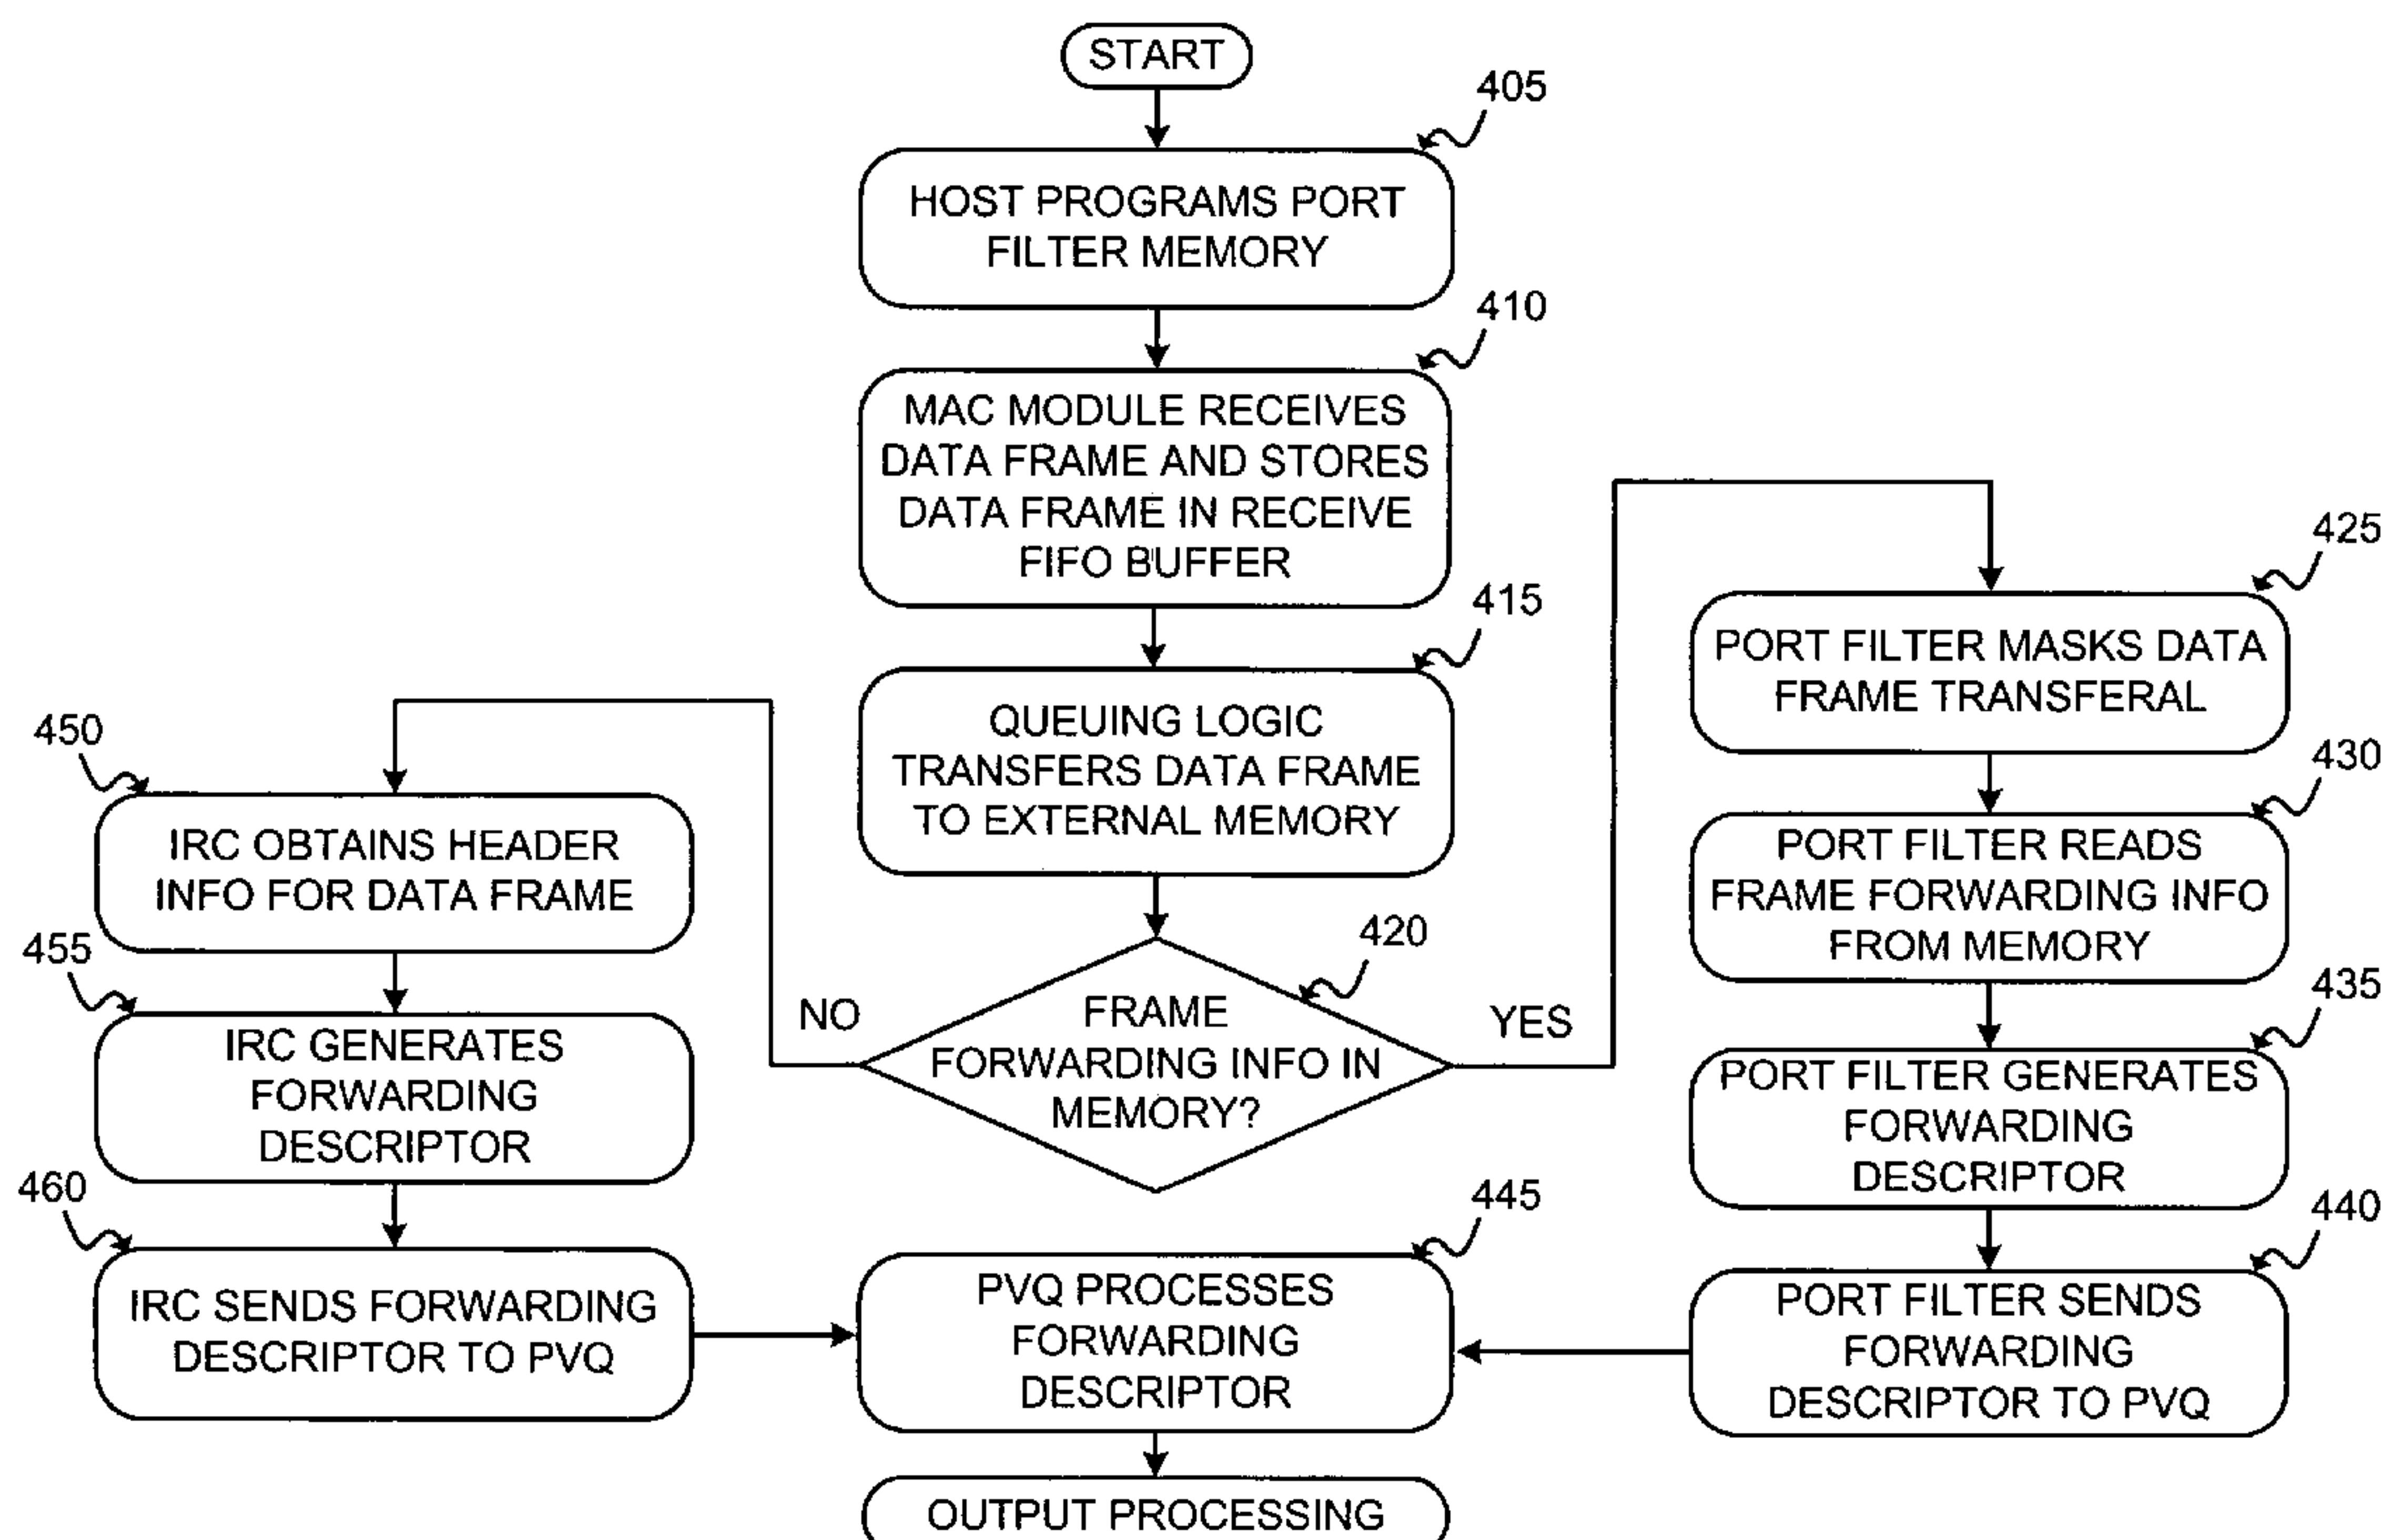 START
405
HOST PROGRAMS PORT
FILTER MEMORY
410
MAC MODULE RECEIVES
DATA FRAME AND STORES
DATA FRAME IN RECEIVE
FIFO BUFFER
415
QUEUING LOGIC
TRANSFERS DATA FRAME
TO EXTERNAL MEMORY
420
FRAME
FORWARDING INFO IN
MEMORY?
NO
YES
425
PORT FILTER MASKS DATA
FRAME TRANSFERAL
430
PORT FILTER READS
FRAME FORWARDING INFO
FROM MEMORY
435
PORT FILTER GENERATES
FORWARDING
DESCRIPTOR
440
PORT FILTER SENDS
FORWARDING
DESCRIPTOR TO PVQ
450
IRC OBTAINS HEADER
INFO FOR DATA FRAME
455
IRC GENERATES
FORWARDING
DESCRIPTOR
460
IRC SENDS FORWARDING
DESCRIPTOR TO PVQ
445
PVQ PROCESSES
FORWARDING
DESCRIPTOR
OUTPUT PROCESSING